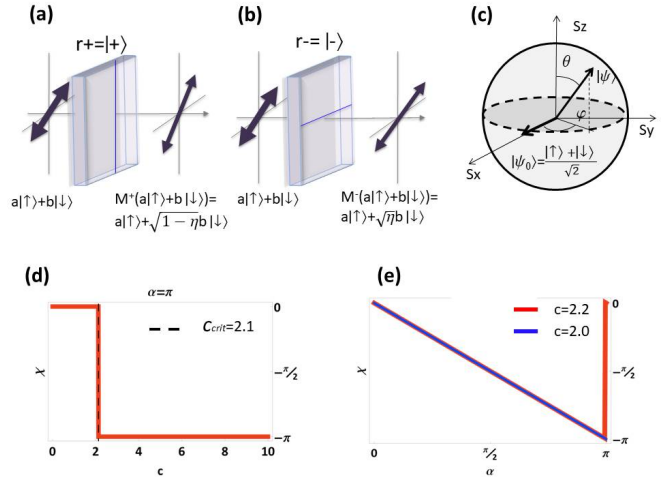 (a)
r+=|+⟩
a|↑⟩+b|↓⟩
M⁺(a|↑⟩+b|↓⟩)=
a|↑⟩+√1−η b|↓⟩
(b)
r-= |-⟩
a|↑⟩+b|↓⟩
M⁻(a|↑⟩+b|↓⟩)=
a|↑⟩+√η b|↓⟩
(c)
Sz
θ
|ψ⟩
φ
Sy
|ψ₀⟩=|↑⟩ +|↓⟩/√2
Sx
(d)
α=π
0
Ccrit=2.1
χ
−π/2
−π
0 2 4 6 8 10
c
(e)
0
c=2.2
c=2.0
χ
−π/2
−π
0 π/2 π
α